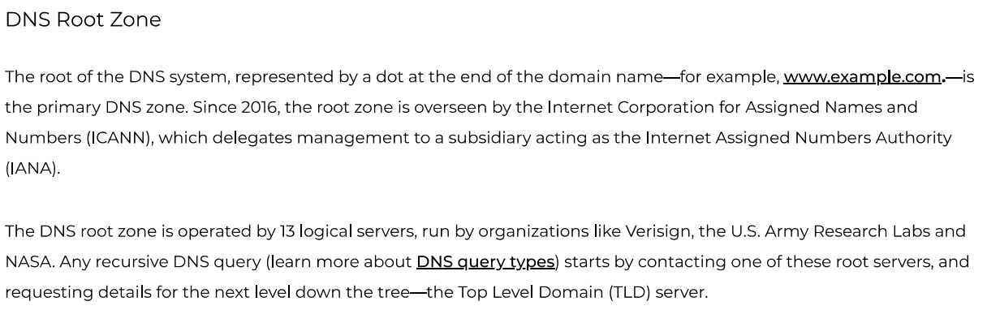 DNS Root Zone
The root of the DNS system, represented by a dot at the end of the domain name—for example, www.example.com.—is
the primary DNS zone. Since 2016, the root zone is overseen by the Internet Corporation for Assigned Names and
Numbers (ICANN), which delegates management to a subsidiary acting as the Internet Assigned Numbers Authority
(IANA).
The DNS root zone is operated by 13 logical servers, run by organizations like Verisign, the U.S. Army Research Labs and
NASA. Any recursive DNS query (learn more about DNS query types) starts by contacting one of these root servers, and
requesting details for the next level down the tree—the Top Level Domain (TLD) server.